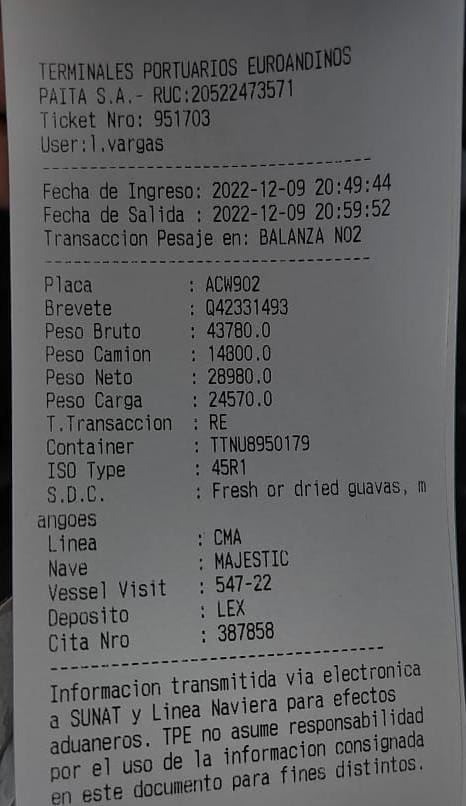 TERMINALES PORTUARIOS EUROANDINOS
PAITA S.A.- RUC:20522473571
Ticket Nro: 951703
User:l.vargas
Fecha de Ingreso: 2022-12-09 20:49:44
Fecha de Salida : 2022-12-09 20:59:52
Transaccion Pesaje en: BALANZA NO2
Placa : ACW902
Brevete : Q42331493
Peso Bruto : 43780.0
Peso Camion : 14800.0
Peso Neto : 28980.0
Peso Carga : 24570.0
T.Transaccion : RE
Container : TTNU8950179
ISO Type : 45R1
S.D.C. : Fresh or dried guavas, m
angoes
Linea : CMA
Nave : MAJESTIC
Vessel Visit : 547-22
Deposito : LEX
Cita Nro : 387858
Informacion transmitida via electronica
a SUNAT y Linea Naviera para efectos
aduaneros. TPE no asume responsabilidad
por el uso de la informacion consignada
en este documento para fines distintos.